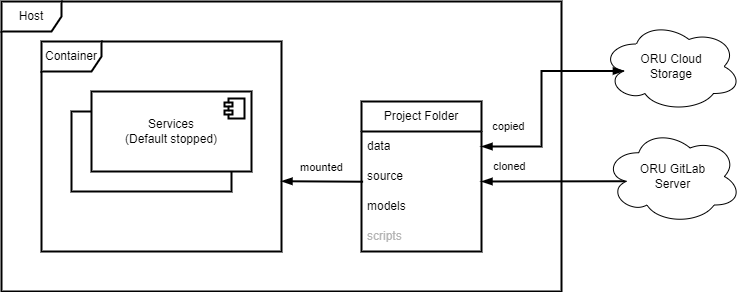 Host
Container
Services
(Default stopped)
Project Folder
data
source
models
scripts
mounted
copied
cloned
ORU Cloud
Storage
ORU GitLab
Server